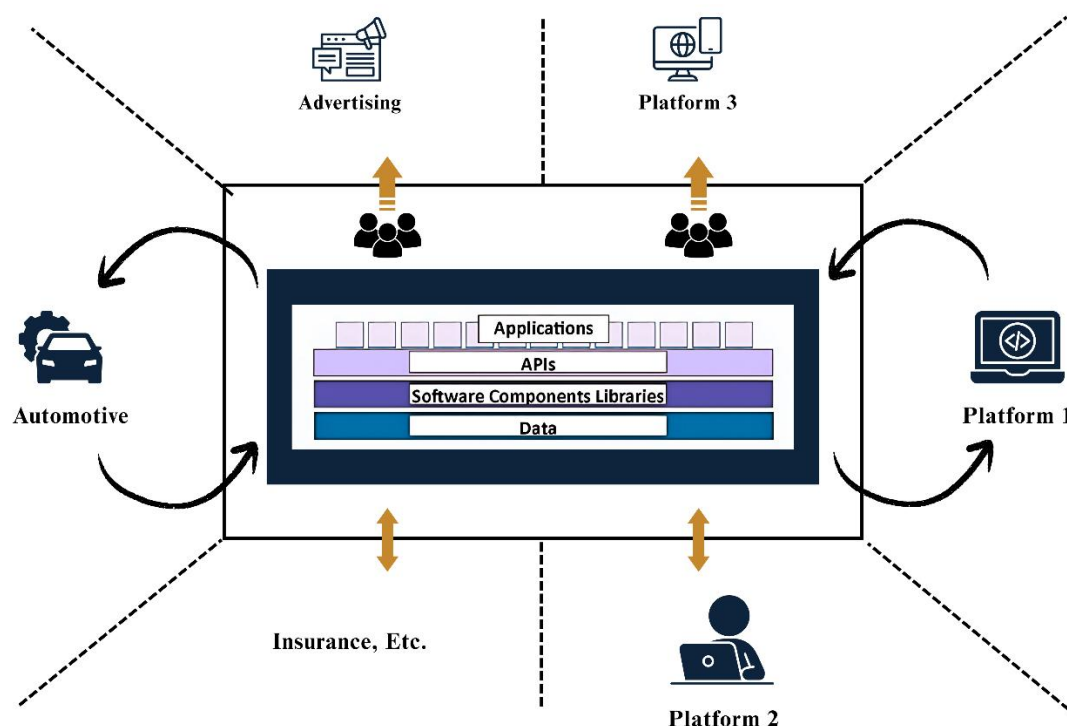 Advertising
Platform 3
Applications
APIs
Software Components Libraries
Data
Automotive
</>
Platform 1
Insurance, Etc.
Platform 2